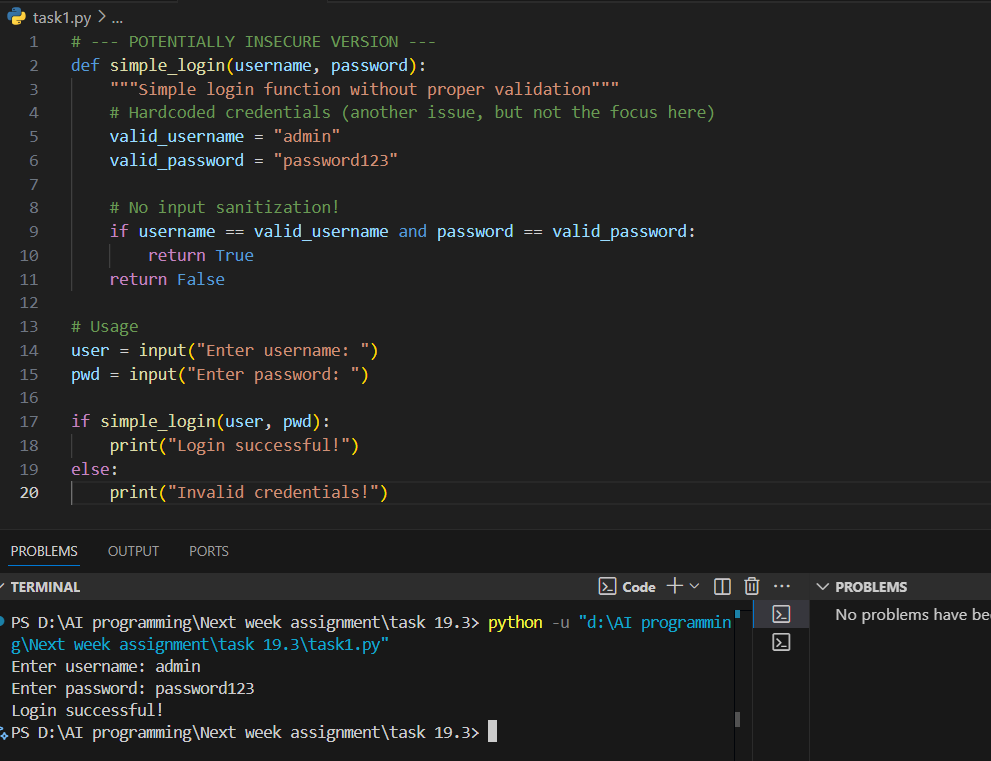 task1.py > ...
1 # --- POTENTIALLY INSECURE VERSION ---
2 def simple_login(username, password):
3     """Simple login function without proper validation"""
4     # Hardcoded credentials (another issue, but not the focus here)
5     valid_username = "admin"
6     valid_password = "password123"
7
8     # No input sanitization!
9     if username == valid_username and password == valid_password:
10         return True
11     return False
12
13 # Usage
14 user = input("Enter username: ")
15 pwd = input("Enter password: ")
16
17 if simple_login(user, pwd):
18     print("Login successful!")
19 else:
20     print("Invalid credentials!")
PROBLEMS OUTPUT PORTS
TERMINAL Code PROBLEMS
PS D:\AI programming\Next week assignment\task 19.3> python -u "d:\AI programmin
g\Next week assignment\task 19.3\task1.py"
Enter username: admin
Enter password: password123
Login successful!
PS D:\AI programming\Next week assignment\task 19.3>
No problems have bee